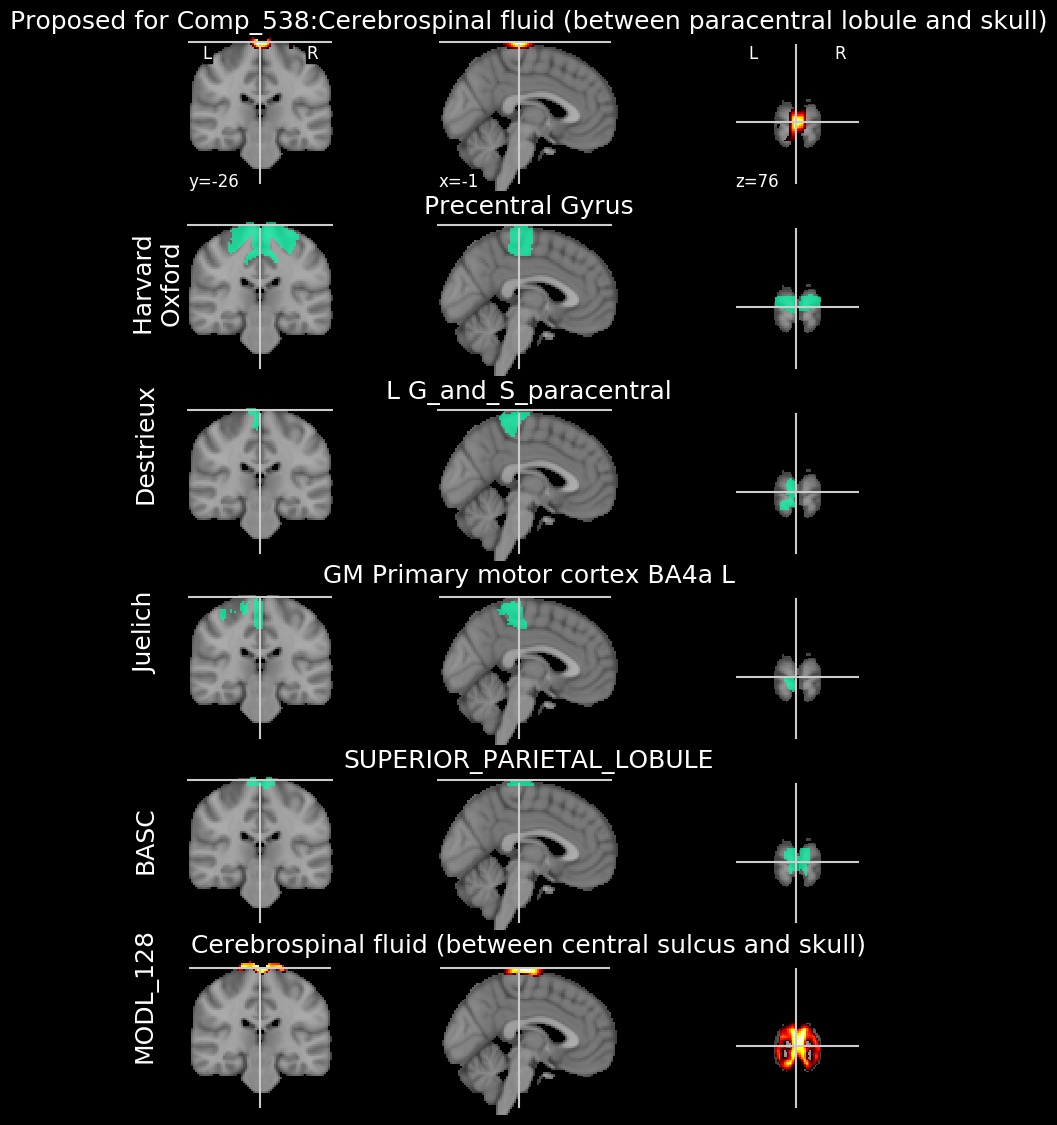 Proposed for Comp_538:Cerebrospinal fluid (between paracentral lobule and skull)
L R
L R
y=-26
x=-1
z=76
Precentral Gyrus
Harvard
Oxford
L G_and_S_paracentral
Destrieux
GM Primary motor cortex BA4a L
Juelich
SUPERIOR_PARIETAL_LOBULE
BASC
Cerebrospinal fluid (between central sulcus and skull)
MODL_128